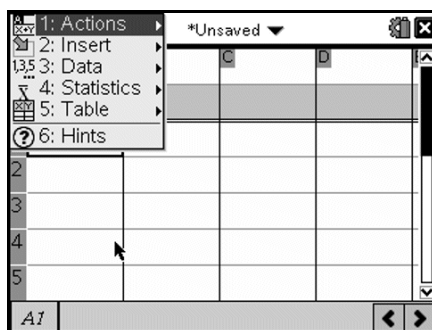 1: Actions
*Unsaved
2: Insert
C D
3: Data
4: Statistics
5: Table
6: Hints
2
3
4
5
A1